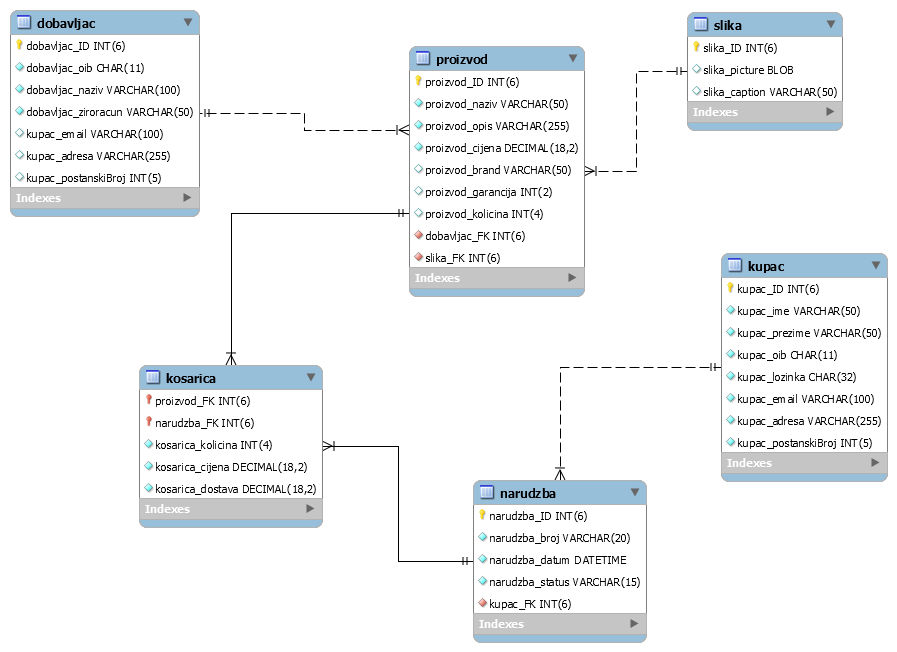 dobavljac
dobavljac_ID INT(6)
dobavljac_oib CHAR(11)
dobavljac_naziv VARCHAR(100)
dobavljac_ziroracun VARCHAR(50)
kupac_email VARCHAR(100)
kupac_adresa VARCHAR(255)
kupac_postanskiBroj INT(5)
Indexes
proizvod
proizvod_ID INT(6)
proizvod_naziv VARCHAR(50)
proizvod_opis VARCHAR(255)
proizvod_cijena DECIMAL(18,2)
proizvod_brand VARCHAR(50)
proizvod_garancija INT(2)
proizvod_kolicina INT(4)
dobavljac_FK INT(6)
slika_FK INT(6)
Indexes
slika
slika_ID INT(6)
slika_picture BLOB
slika_caption VARCHAR(50)
Indexes
kupac
kupac_ID INT(6)
kupac_ime VARCHAR(50)
kupac_prezime VARCHAR(50)
kupac_oib CHAR(11)
kupac_lozinka CHAR(32)
kupac_email VARCHAR(100)
kupac_adresa VARCHAR(255)
kupac_postanskiBroj INT(5)
Indexes
kosarica
proizvod_FK INT(6)
narudzba_FK INT(6)
kosarica_kolicina INT(4)
kosarica_cijena DECIMAL(18,2)
kosarica_dostava DECIMAL(18,2)
Indexes
narudzba
narudzba_ID INT(6)
narudzba_broj VARCHAR(20)
narudzba_datum DATETIME
narudzba_status VARCHAR(15)
kupac_FK INT(6)
Indexes